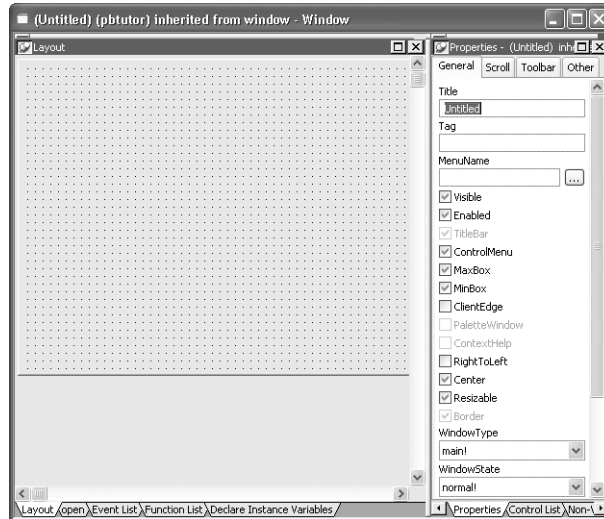 (Untitled) (pbtutor) inherited from window - Window
Layout
Properties - (Untitled)
General Scroll Toolbar Other
Title
Untitled
Tag
MenuName
...
Visible
Enabled
TitleBar
ControlMenu
MaxBox
MinBox
ClientEdge
PaletteWindow
ContextHelp
RightToLeft
Center
Resizable
Border
WindowType
main!
WindowState
normal!
Layout open Event List Function List Declare Instance Variables
Properties Control List Non-V